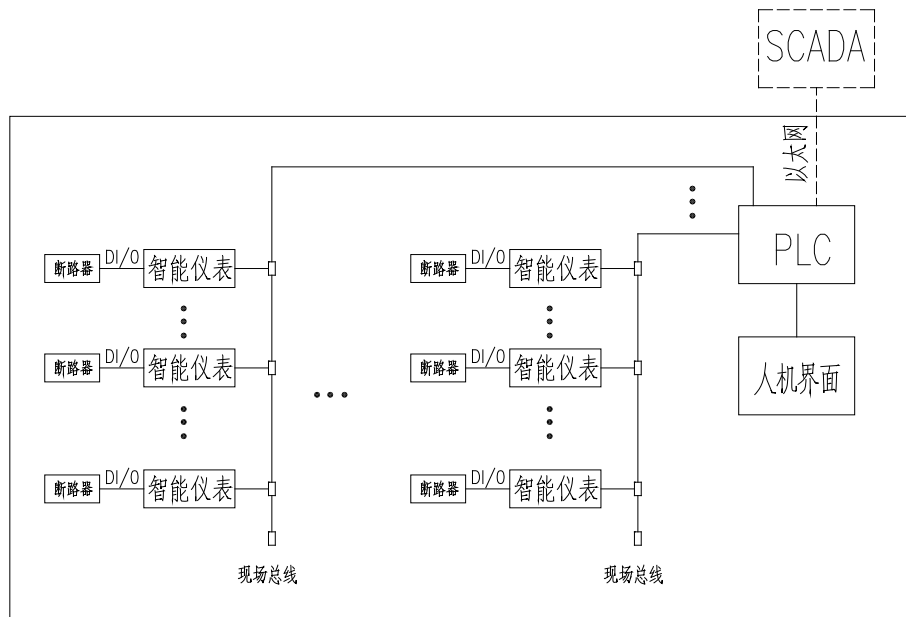 SCADA
以太网
PLC
断路器 DI/O 智能仪表
断路器 DI/O 智能仪表
断路器 DI/O 智能仪表
断路器 DI/O 智能仪表
人机界面
断路器 DI/O 智能仪表
断路器 DI/O 智能仪表
现场总线
现场总线